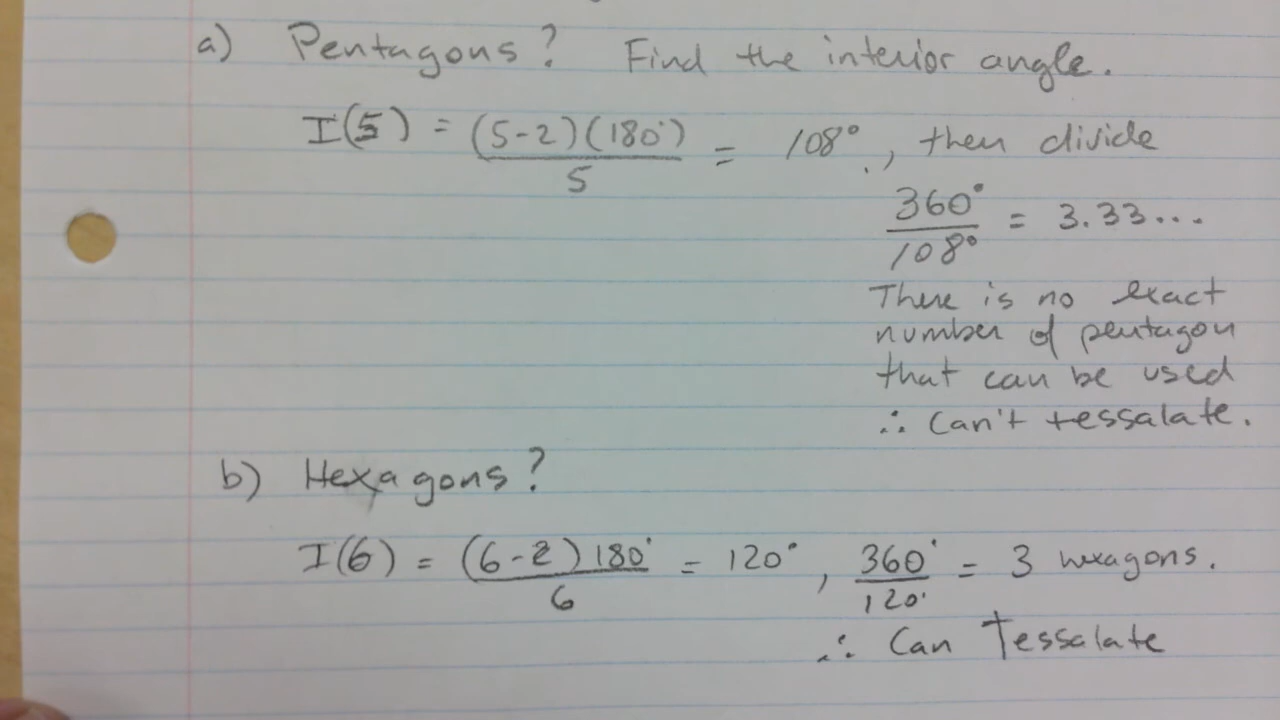 a) Pentagons? Find the interior angle.
I(5) = (5-2)(180°)/5 = 108°, then divide
360°/108° = 3.33...
There is no exact
number of pentagon
that can be used
∴ Can't tessalate.
b) Hexagons?
I(6) = (6-2)180°/6 = 120°, 360°/120° = 3 hexagons.
∴ Can Tessalate